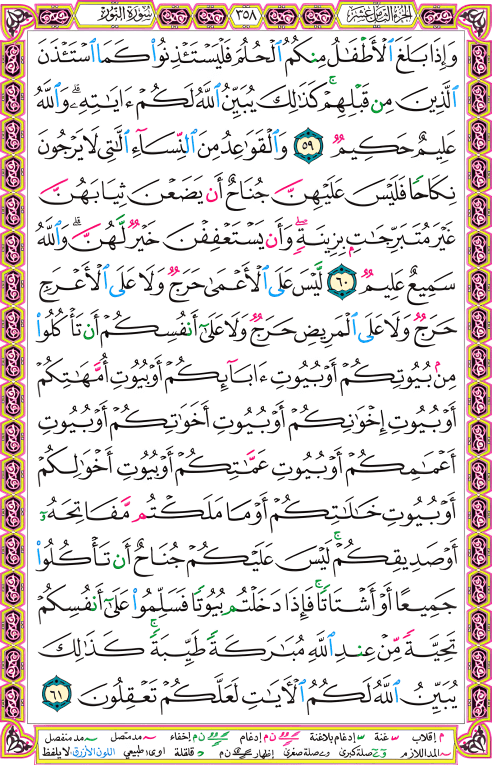 الجزء الثامن عشر ٣٥٨ سورة النور
وَإِذَا بَلَغَ ٱلْأَطْفَٰلُ مِنكُمُ ٱلْحُلُمَ فَلْيَسْتَـْٔذِنُوا۟ كَمَا ٱسْتَـْٔذَنَ
ٱلَّذِينَ مِن قَبْلِهِمْ ۚ كَذَٰلِكَ يُبَيِّنُ ٱللَّهُ لَكُمْ ءَايَٰتِهِۦ ۗ وَٱللَّهُ
عَلِيمٌ حَكِيمٌ ٥٩ وَٱلْقَوَٰعِدُ مِنَ ٱلنِّسَآءِ ٱلَّٰتِى لَا يَرْجُونَ
نِكَاحًا فَلَيْسَ عَلَيْهِنَّ جُنَاحٌ أَن يَضَعْنَ ثِيَابَهُنَّ
غَيْرَ مُتَبَرِّجَٰتٍۭ بِزِينَةٍ ۖ وَأَن يَسْتَعْفِفْنَ خَيْرٌ لَّهُنَّ ۗ وَٱللَّهُ
سَمِيعٌ عَلِيمٌ ٦٠ لَّيْسَ عَلَى ٱلْأَعْمَىٰ حَرَجٌ وَلَا عَلَى ٱلْأَعْرَجِ
حَرَجٌ وَلَا عَلَى ٱلْمَرِيضِ حَرَجٌ وَلَا عَلَىٰٓ أَنفُسِكُمْ أَن تَأْكُلُوا۟
مِنۢ بُيُوتِكُمْ أَوْ بُيُوتِ ءَابَآئِكُمْ أَوْ بُيُوتِ أُمَّهَٰتِكُمْ
أَوْ بُيُوتِ إِخْوَٰنِكُمْ أَوْ بُيُوتِ أَخَوَٰتِكُمْ أَوْ بُيُوتِ
أَعْمَٰمِكُمْ أَوْ بُيُوتِ عَمَّٰتِكُمْ أَوْ بُيُوتِ أَخْوَٰلِكُمْ
أَوْ بُيُوتِ خَٰلَٰتِكُمْ أَوْ مَا مَلَكْتُم مَّفَاتِحَهُۥٓ
أَوْ صَدِيقِكُمْ ۚ لَيْسَ عَلَيْكُمْ جُنَاحٌ أَن تَأْكُلُوا۟
جَمِيعًا أَوْ أَشْتَاتًا ۚ فَإِذَا دَخَلْتُم بُيُوتًا فَسَلِّمُوا۟ عَلَىٰٓ أَنفُسِكُمْ
تَحِيَّةً مِّنْ عِندِ ٱللَّهِ مُبَٰرَكَةً طَيِّبَةً ۚ كَذَٰلِكَ
يُبَيِّنُ ٱللَّهُ لَكُمُ ٱلْءَايَٰتِ لَعَلَّكُمْ تَعْقِلُونَ ٦١
م إقلاب س غنة إدغام بلاغنة ن م إدغام ن م إخفاء مد متصل مد منفصل
المد اللازم صلة كبرى صلة صغرى إظهار ن م قلقلة مد طبيعي اللون الأزرق لا يلفظ